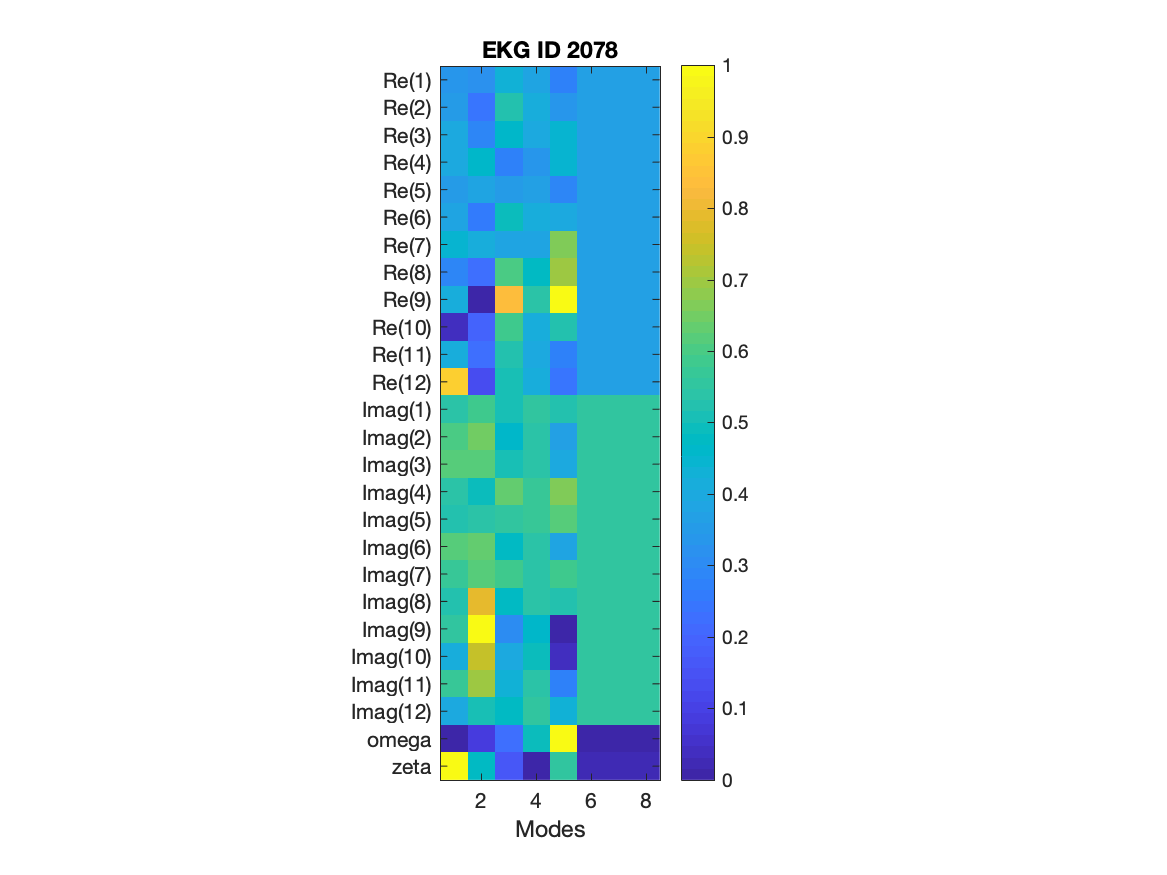 EKG ID 2078
Re(1)
Re(2)
Re(3)
Re(4)
Re(5)
Re(6)
Re(7)
Re(8)
Re(9)
Re(10)
Re(11)
Re(12)
Imag(1)
Imag(2)
Imag(3)
Imag(4)
Imag(5)
Imag(6)
Imag(7)
Imag(8)
Imag(9)
Imag(10)
Imag(11)
Imag(12)
omega
zeta
2 4 6 8
Modes
1
0.9
0.8
0.7
0.6
0.5
0.4
0.3
0.2
0.1
0